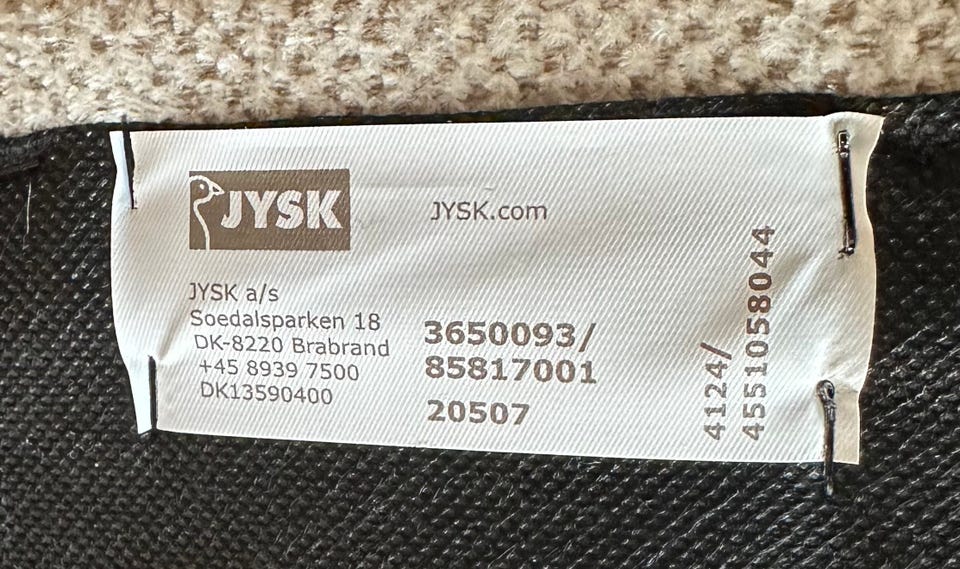 JYSK
JYSK.com
JYSK a/s
Soedalsparken 18
DK-8220 Brabrand
+45 8939 7500
DK13590400
3650093/
85817001
20507
4124/
4551058044